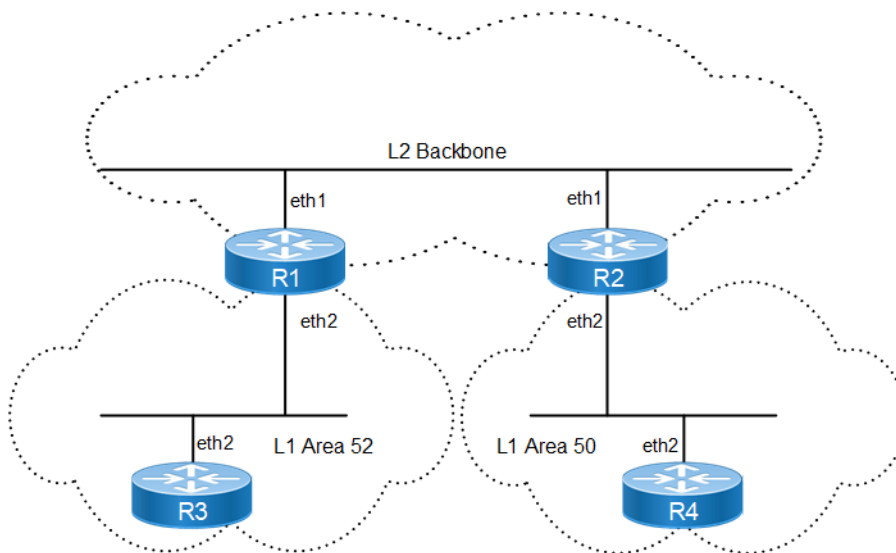 L2 Backbone
eth1
eth1
R1
R2
eth2
eth2
eth2
L1 Area 52
L1 Area 50
eth2
R3
R4